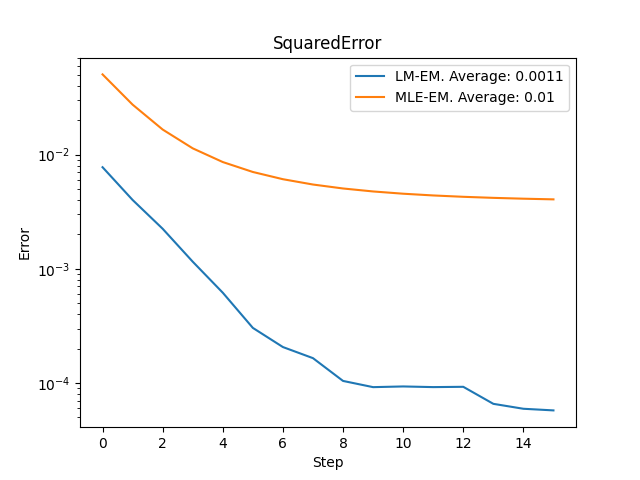 SquaredError
LM-EM. Average: 0.0011
MLE-EM. Average: 0.01
Error
10⁻²
10⁻³
10⁻⁴
0 2 4 6 8 10 12 14
Step